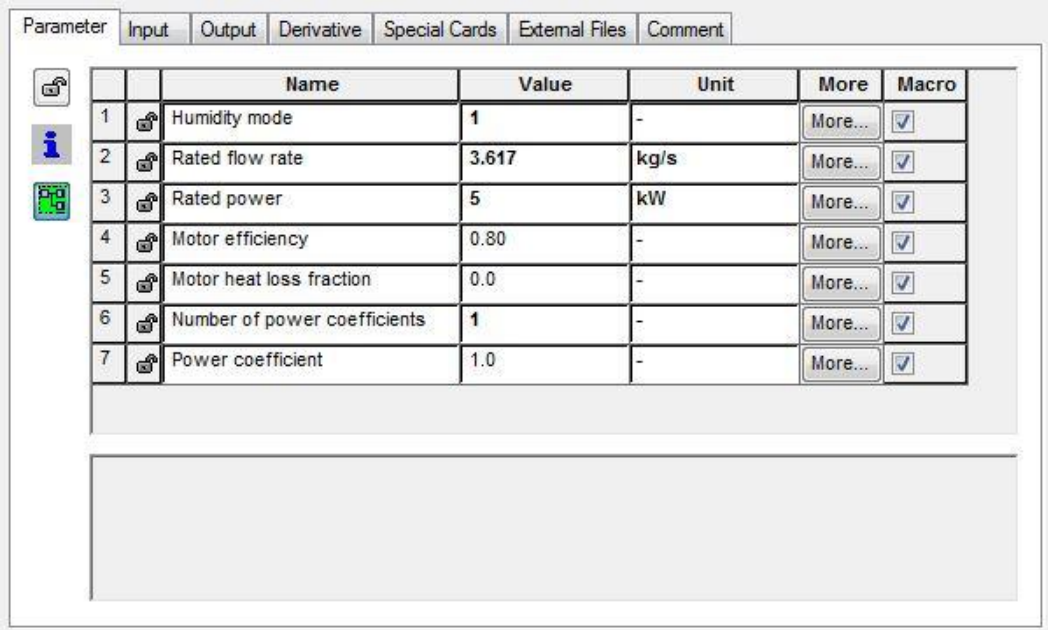 Parameter Input Output Derivative Special Cards External Files Comment
Name Value Unit More Macro
1 Humidity mode 1 - More...
2 Rated flow rate 3.617 kg/s More...
3 Rated power 5 kW More...
4 Motor efficiency 0.80 - More...
5 Motor heat loss fraction 0.0 - More...
6 Number of power coefficients 1 - More...
7 Power coefficient 1.0 - More...